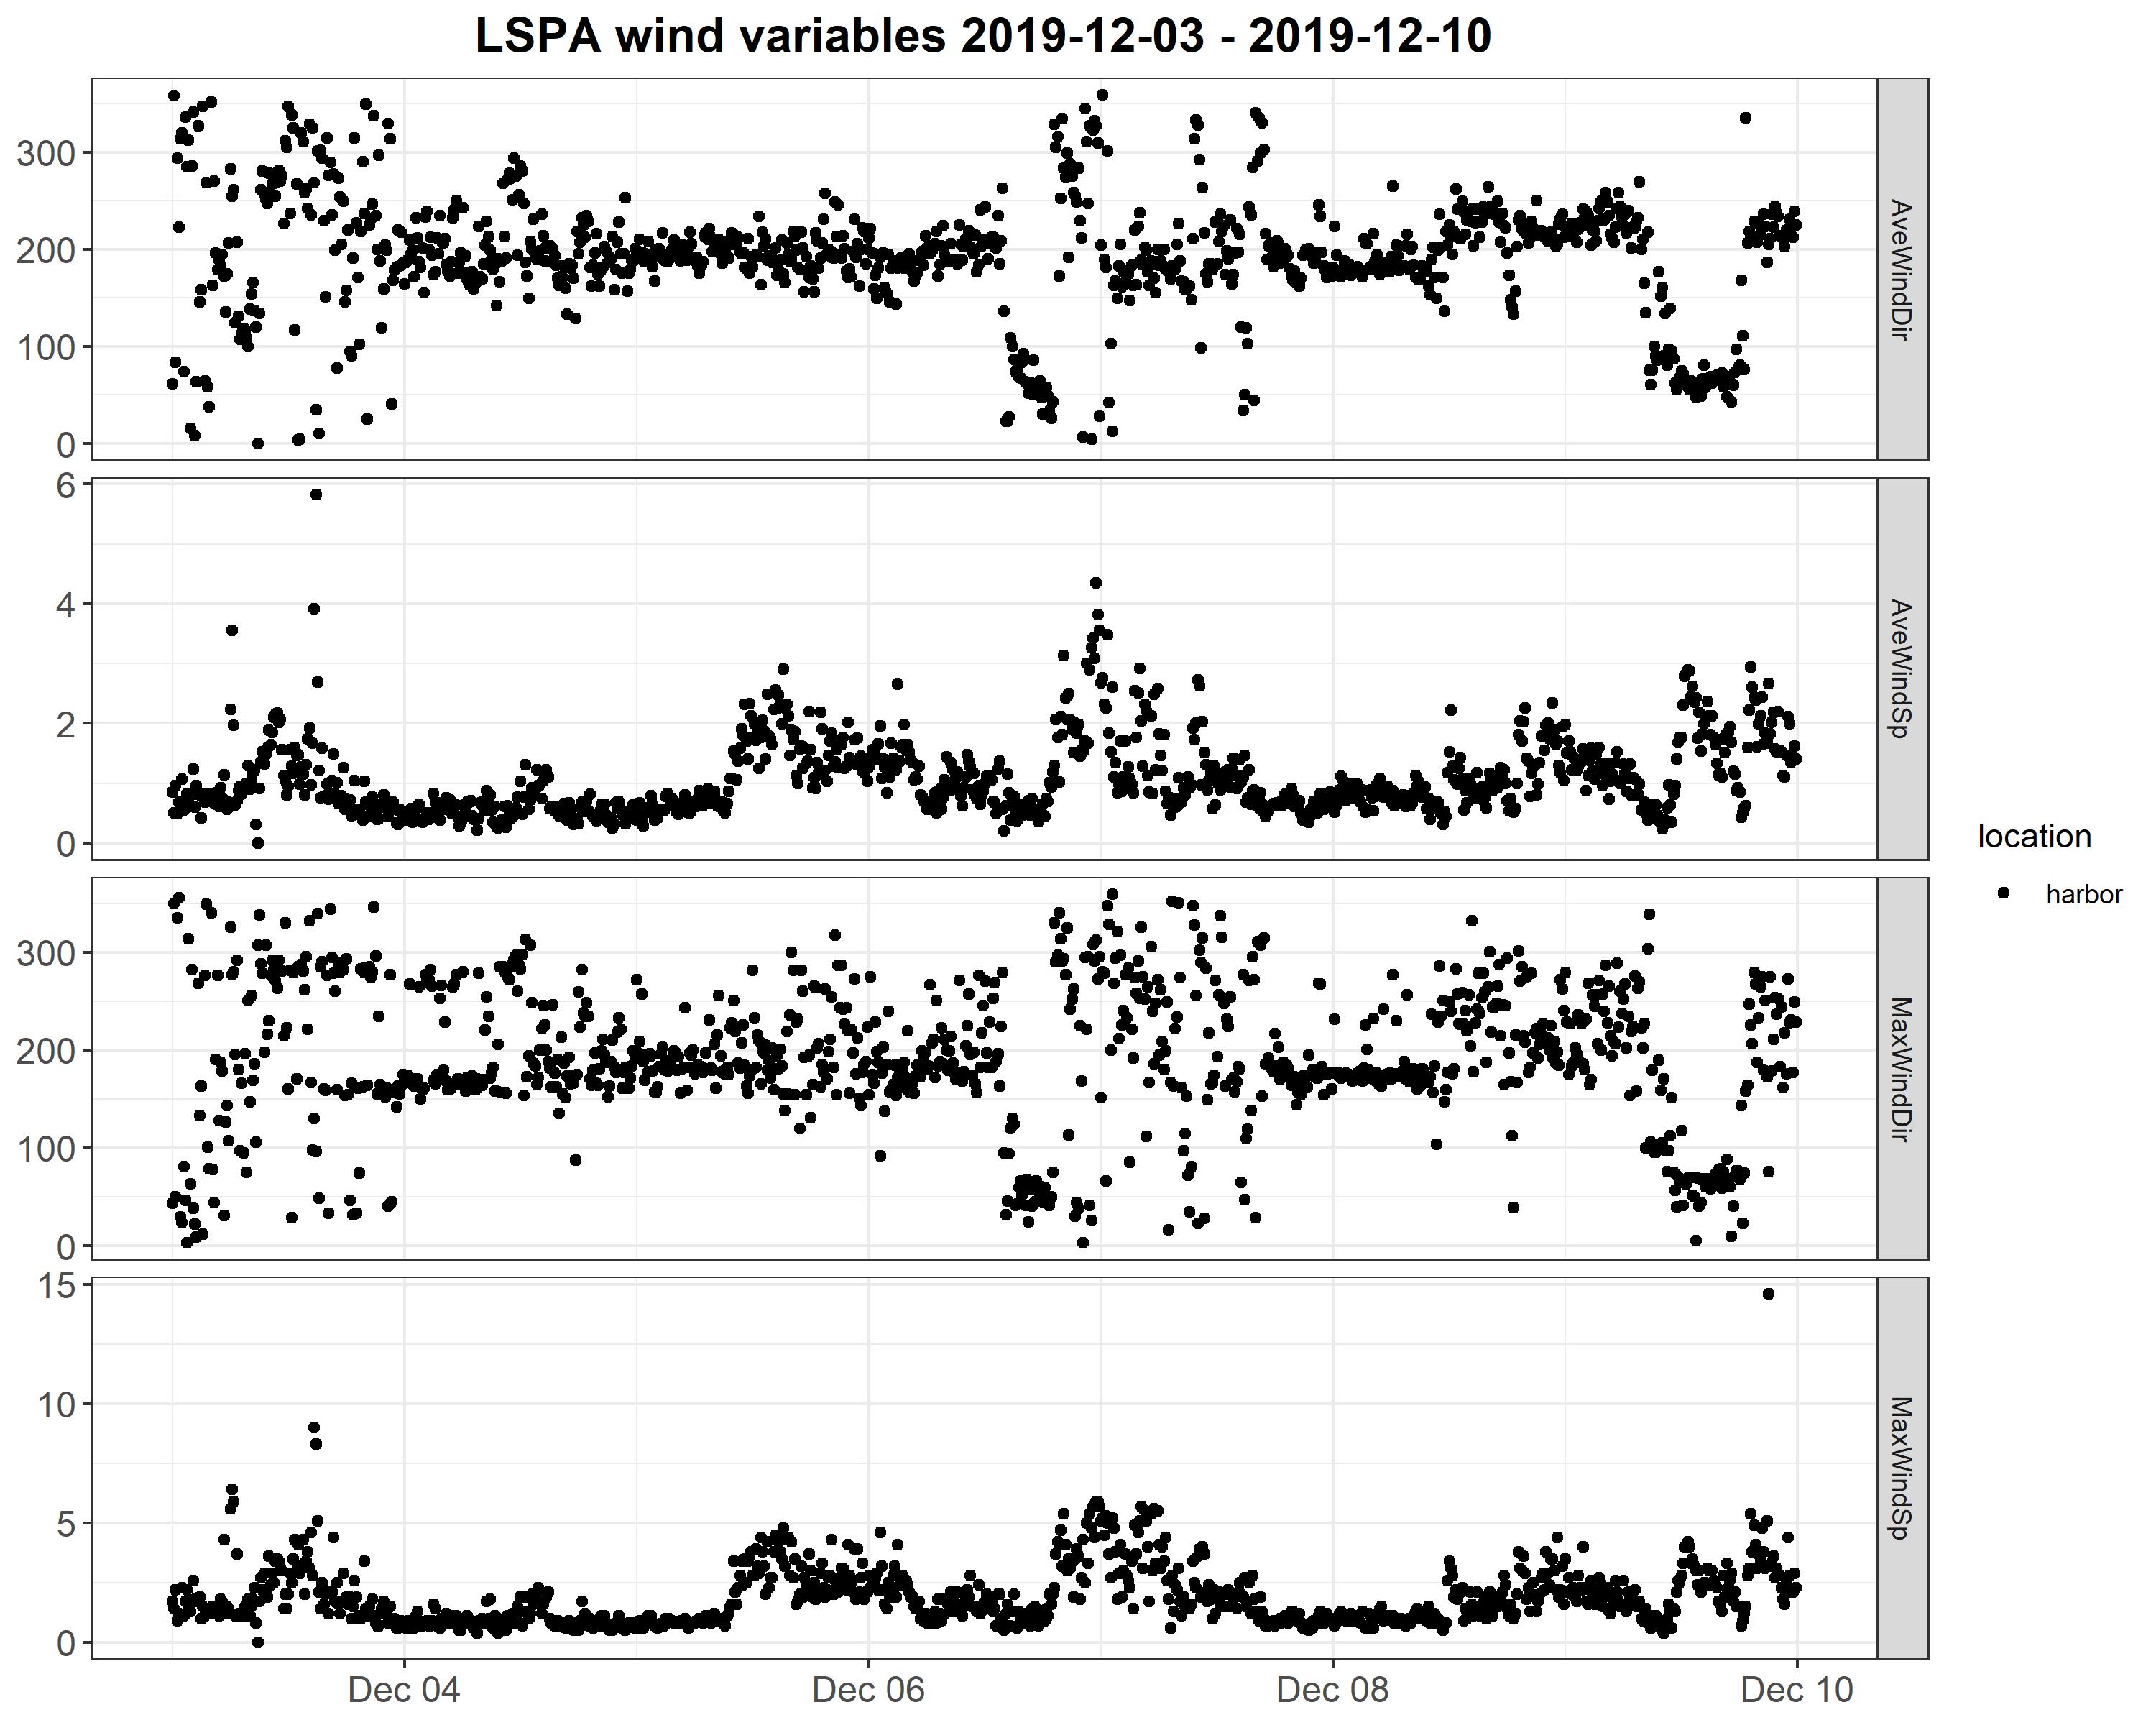 LSPA wind variables 2019-12-03 - 2019-12-10
300
200
100
0
AveWindDir
6
4
2
0
AveWindSp
300
200
100
0
MaxWindDir
15
10
5
0
MaxWindSp
Dec 04 Dec 06 Dec 08 Dec 10
location
harbor